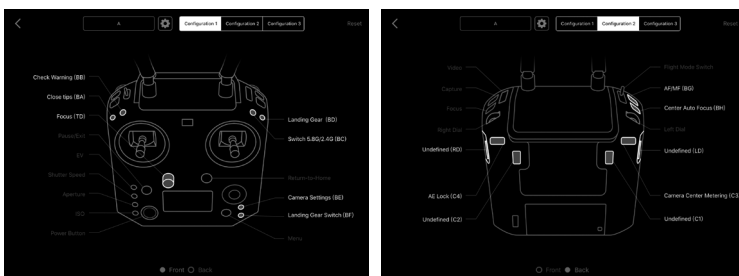 A
Configuration 1
Configuration 2
Configuration 3
Reset
Check Warning (BB)
Close tips (BA)
Focus (TD)
Pause/Exit
EV
Shutter Speed
Aperture
ISO
Power Button
Landing Gear (BD)
Switch 5.8G/2.4G (BC)
Return-to-Home
Camera Settings (BE)
Landing Gear Switch (BF)
Menu
Front
Back
A
Configuration 1
Configuration 2
Configuration 3
Reset
Video
Capture
Focus
Right Dial
Undefined (RD)
AE Lock (C4)
Undefined (C2)
Flight Mode Switch
AF/MF (BG)
Center Auto Focus (BH)
Left Dial
Undefined (LD)
Camera Center Metering (C3
Undefined (C1)
Front
Back